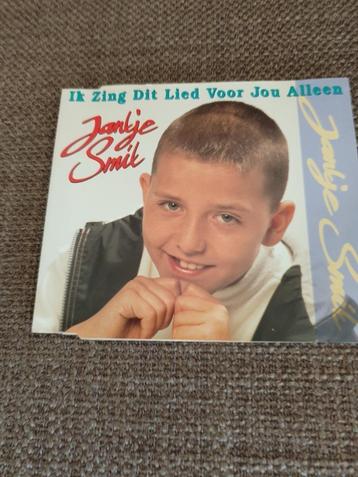 Ik Zing Dit Lied Voor Jou Alleen
Jantje
Smit
Jantje Smit